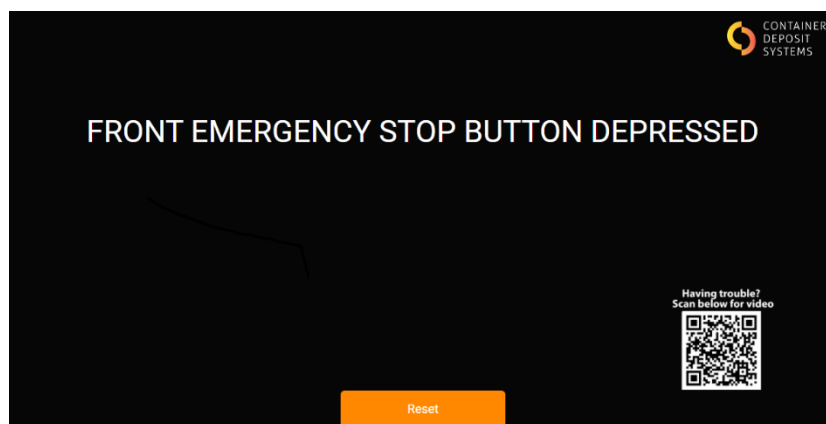 CONTAINER
DEPOSIT
SYSTEMS
FRONT EMERGENCY STOP BUTTON DEPRESSED
Having trouble?
Scan below for video
Reset